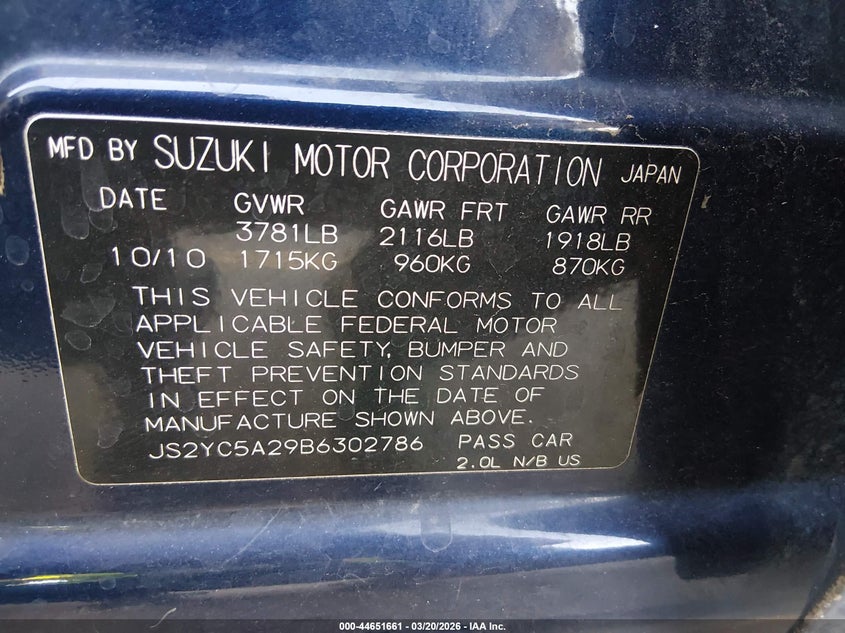 MFD BY SUZUKI MOTOR CORPORATION JAPAN
DATE GVWR GAWR FRT GAWR RR
3781LB 2116LB 1918LB
10/10 1715KG 960KG 870KG
THIS VEHICLE CONFORMS TO ALL
APPLICABLE FEDERAL MOTOR
VEHICLE SAFETY, BUMPER AND
THEFT PREVENTION STANDARDS
IN EFFECT ON THE DATE OF
MANUFACTURE SHOWN ABOVE.
JS2YC5A29B6302786 PASS CAR
2.0L N/B US
000-44651661 - 03/20/2026 - IAA Inc.